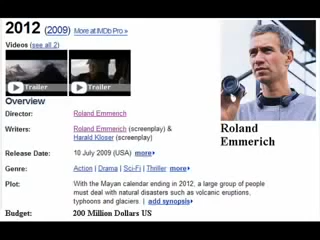 2012 (2009) More at IMDb Pro »
Videos (see all 2)
Trailer Trailer
Overview
Director: Roland Emmerich
Writers: Roland Emmerich (screenplay) &
Harald Kloser (screenplay)
Release Date: 10 July 2009 (USA) more
Genre: Action | Drama | Sci-Fi | Thriller more
Plot: With the Mayan calendar ending in 2012, a large group of people
must deal with natural disasters such as volcanic eruptions,
typhoons and glaciers. | add synopsis
Budget: 200 Million Dollars US
Roland
Emmerich